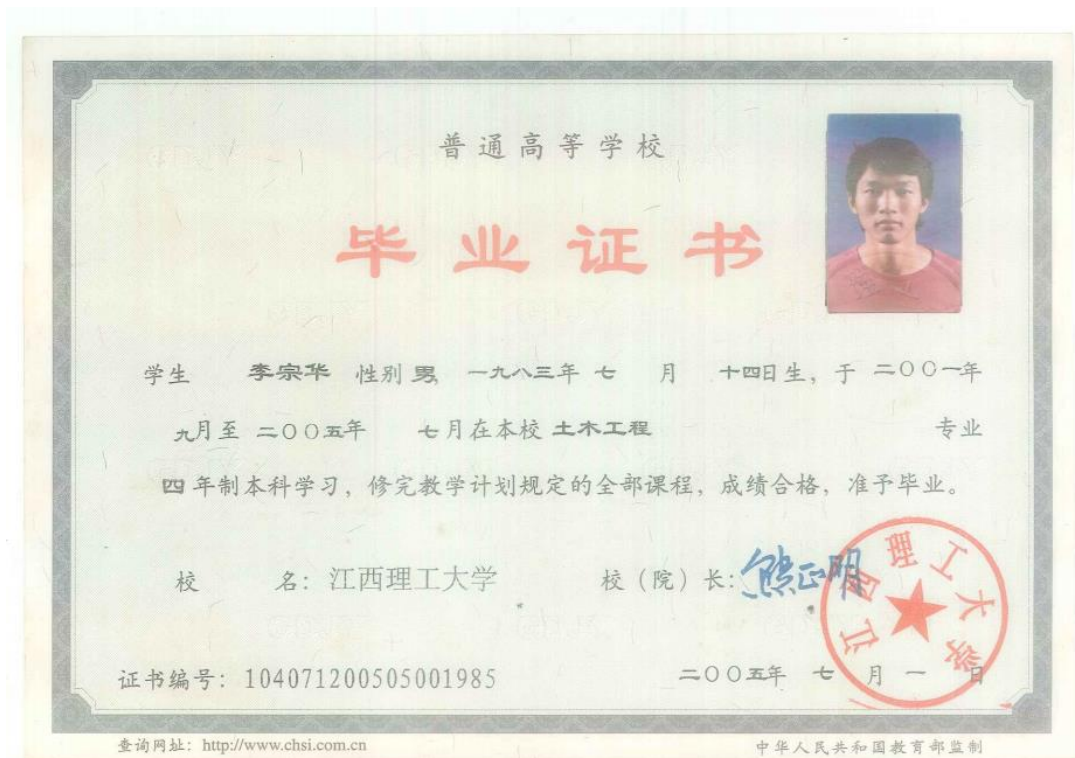 普通高等学校
毕业证书
学生 李宗华 性别 男, 一九八三年 七 月 十四日生, 于 二〇〇一年
九月至 二〇〇五年 七月在本校 土木工程 专业
四年制本科学习, 修完教学计划规定的全部课程, 成绩合格, 准予毕业。
校 名: 江西理工大学 校(院)长: 熊正明
江西理工大学
证书编号: 104071200505001985 二〇〇五年 七 月 一 日
查询网址: http://www.chsi.com.cn 中华人民共和国教育部监制